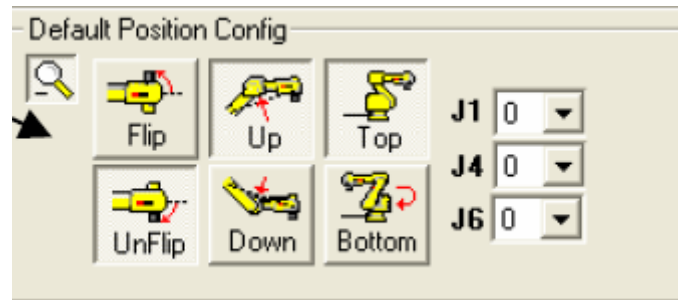 Default Position Config
Flip Up Top
UnFlip Down Bottom
J1 0
J4 0
J6 0